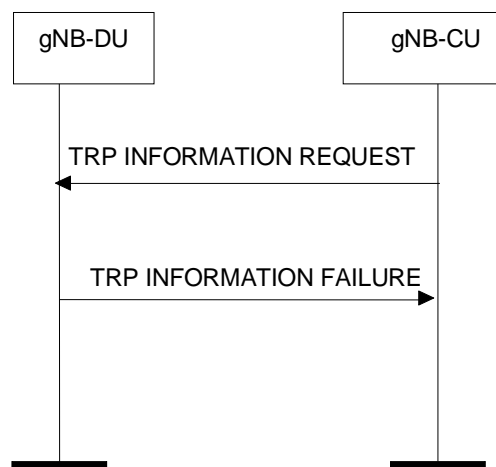 gNB-DU
gNB-CU
TRP INFORMATION REQUEST
TRP INFORMATION FAILURE